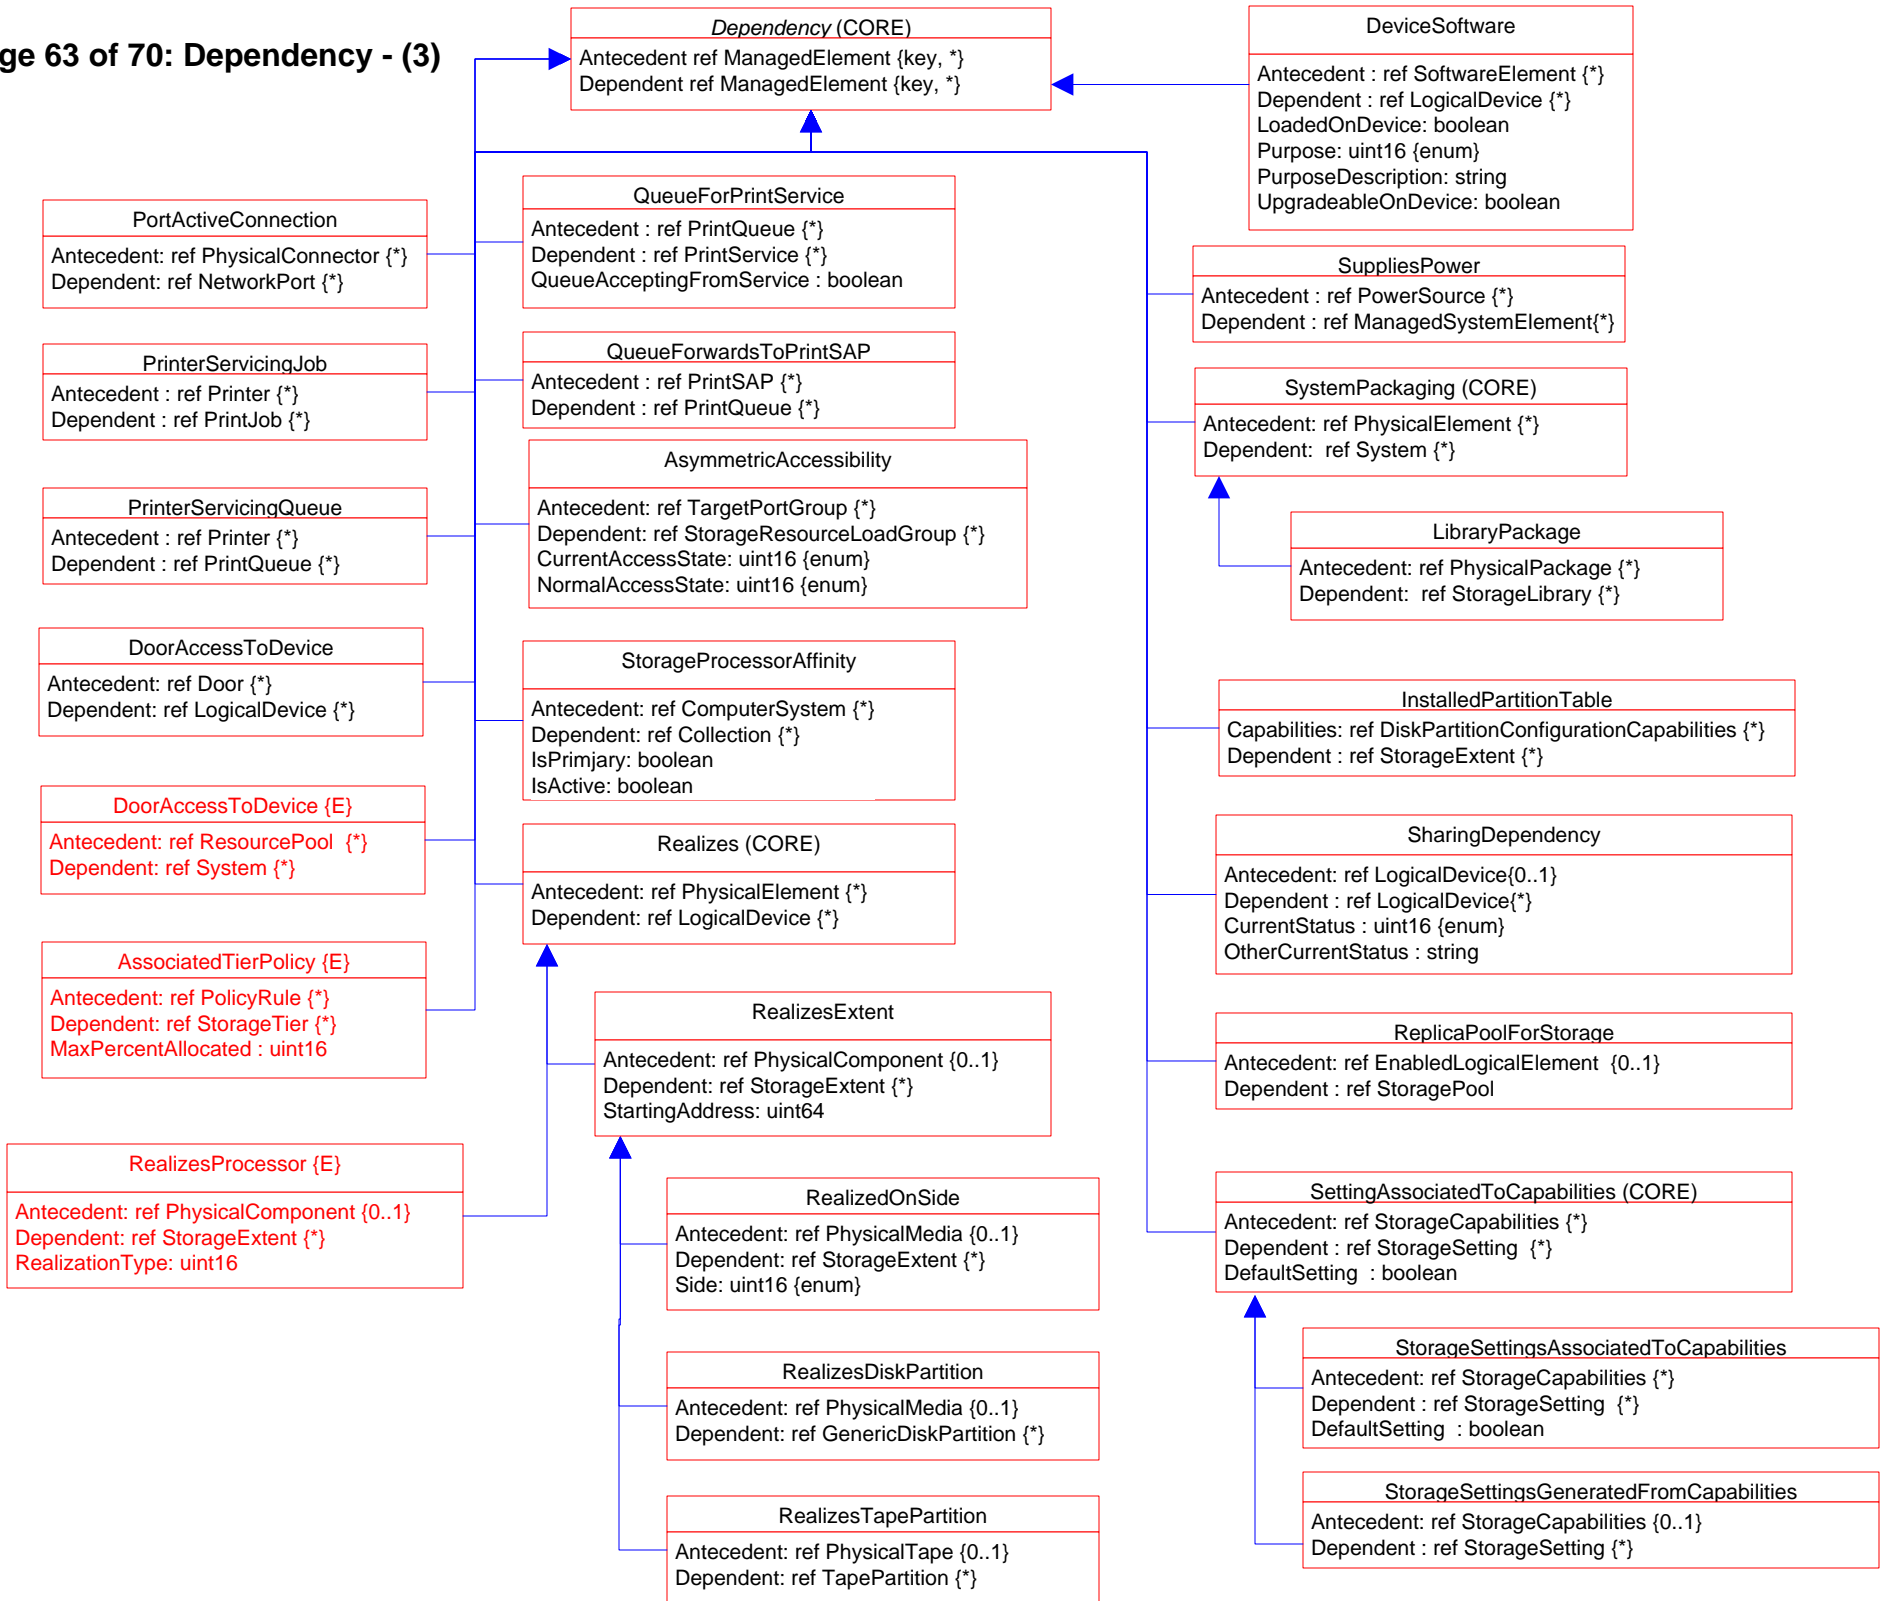 ge 63 of 70: Dependency - (3)
Dependency (CORE)
Antecedent ref ManagedElement {key, *}
Dependent ref ManagedElement {key, *}
DeviceSoftware
Antecedent : ref SoftwareElement {*}
Dependent : ref LogicalDevice {*}
LoadedOnDevice: boolean
Purpose: uint16 {enum}
PurposeDescription: string
UpgradeableOnDevice: boolean
PortActiveConnection
Antecedent: ref PhysicalConnector {*}
Dependent: ref NetworkPort {*}
PrinterServicingJob
Antecedent : ref Printer {*}
Dependent : ref PrintJob {*}
PrinterServicingQueue
Antecedent : ref Printer {*}
Dependent : ref PrintQueue {*}
DoorAccessToDevice
Antecedent: ref Door {*}
Dependent: ref LogicalDevice {*}
DoorAccessToDevice {E}
Antecedent: ref ResourcePool {*}
Dependent: ref System {*}
AssociatedTierPolicy {E}
Antecedent: ref PolicyRule {*}
Dependent: ref StorageTier {*}
MaxPercentAllocated : uint16
RealizesProcessor {E}
Antecedent: ref PhysicalComponent {0..1}
Dependent: ref StorageExtent {*}
RealizationType: uint16
QueueForPrintService
Antecedent : ref PrintQueue {*}
Dependent : ref PrintService {*}
QueueAcceptingFromService : boolean
QueueForwardsToPrintSAP
Antecedent : ref PrintSAP {*}
Dependent : ref PrintQueue {*}
AsymmetricAccessibility
Antecedent: ref TargetPortGroup {*}
Dependent: ref StorageResourceLoadGroup {*}
CurrentAccessState: uint16 {enum}
NormalAccessState: uint16 {enum}
StorageProcessorAffinity
Antecedent: ref ComputerSystem {*}
Dependent: ref Collection {*}
IsPrimjary: boolean
IsActive: boolean
Realizes (CORE)
Antecedent: ref PhysicalElement {*}
Dependent: ref LogicalDevice {*}
RealizesExtent
Antecedent: ref PhysicalComponent {0..1}
Dependent: ref StorageExtent {*}
StartingAddress: uint64
RealizedOnSide
Antecedent: ref PhysicalMedia {0..1}
Dependent: ref StorageExtent {*}
Side: uint16 {enum}
RealizesDiskPartition
Antecedent: ref PhysicalMedia {0..1}
Dependent: ref GenericDiskPartition {*}
RealizesTapePartition
Antecedent: ref PhysicalTape {0..1}
Dependent: ref TapePartition {*}
SuppliesPower
Antecedent : ref PowerSource {*}
Dependent : ref ManagedSystemElement{*}
SystemPackaging (CORE)
Antecedent: ref PhysicalElement {*}
Dependent: ref System {*}
LibraryPackage
Antecedent: ref PhysicalPackage {*}
Dependent: ref StorageLibrary {*}
InstalledPartitionTable
Capabilities: ref DiskPartitionConfigurationCapabilities {*}
Dependent : ref StorageExtent {*}
SharingDependency
Antecedent: ref LogicalDevice{0..1}
Dependent : ref LogicalDevice{*}
CurrentStatus : uint16 {enum}
OtherCurrentStatus : string
ReplicaPoolForStorage
Antecedent: ref EnabledLogicalElement {0..1}
Dependent : ref StoragePool
SettingAssociatedToCapabilities (CORE)
Antecedent: ref StorageCapabilities {*}
Dependent : ref StorageSetting {*}
DefaultSetting : boolean
StorageSettingsAssociatedToCapabilities
Antecedent: ref StorageCapabilities {*}
Dependent : ref StorageSetting {*}
DefaultSetting : boolean
StorageSettingsGeneratedFromCapabilities
Antecedent: ref StorageCapabilities {0..1}
Dependent : ref StorageSetting {*}